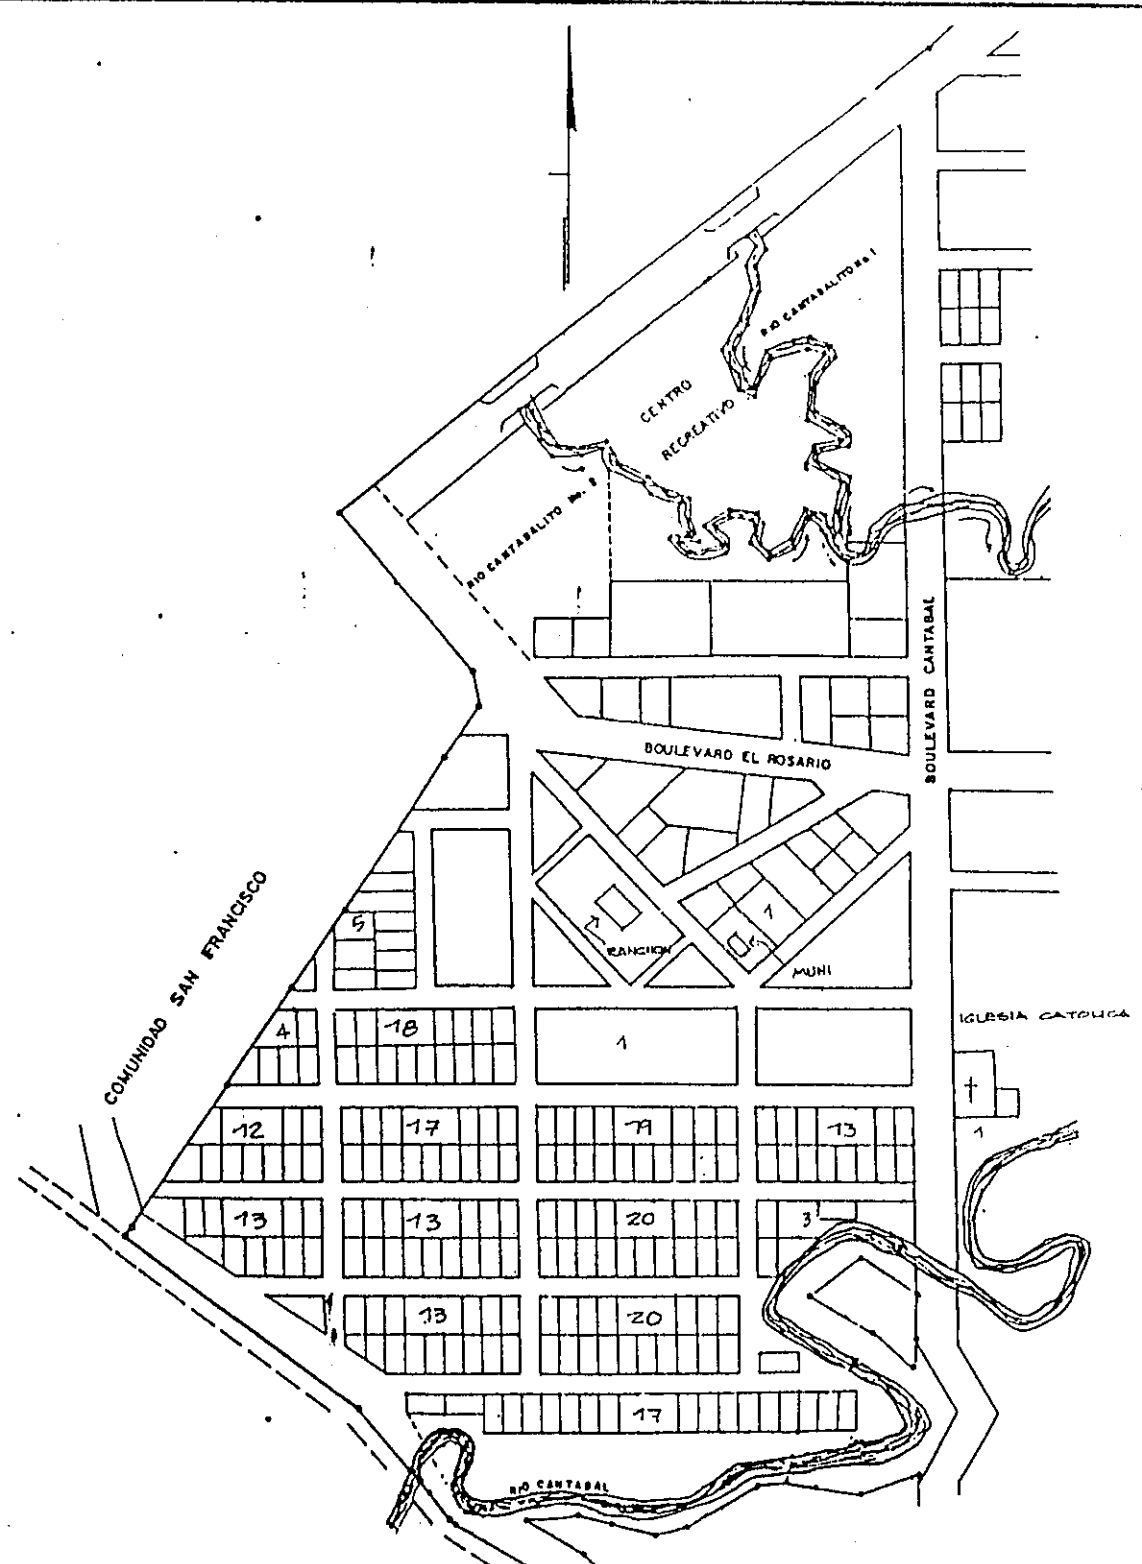 RIO CANTABALITO No 1
CENTRO
RECREATIVO
RIO CANTABALITO No. 2
BOULEVARD CANTABAL
BOULEVARD EL ROSARIO
COMUNIDAD SAN FRANCISCO
5
1
RANCHON
MUNI
4
18
1
IGLESIA CATOLICA
12
17
19
13
1
13
13
20
3
13
20
17
RIO CANTABAL